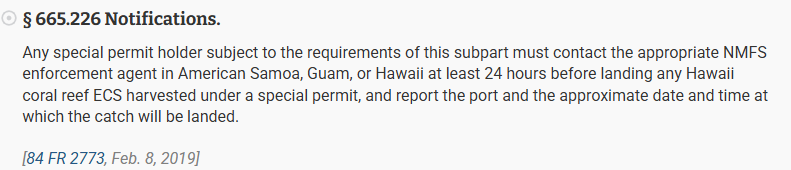 § 665.226 Notifications.
Any special permit holder subject to the requirements of this subpart must contact the appropriate NMFS
enforcement agent in American Samoa, Guam, or Hawaii at least 24 hours before landing any Hawaii
coral reef ECS harvested under a special permit, and report the port and the approximate date and time at
which the catch will be landed.
[84 FR 2773, Feb. 8, 2019]